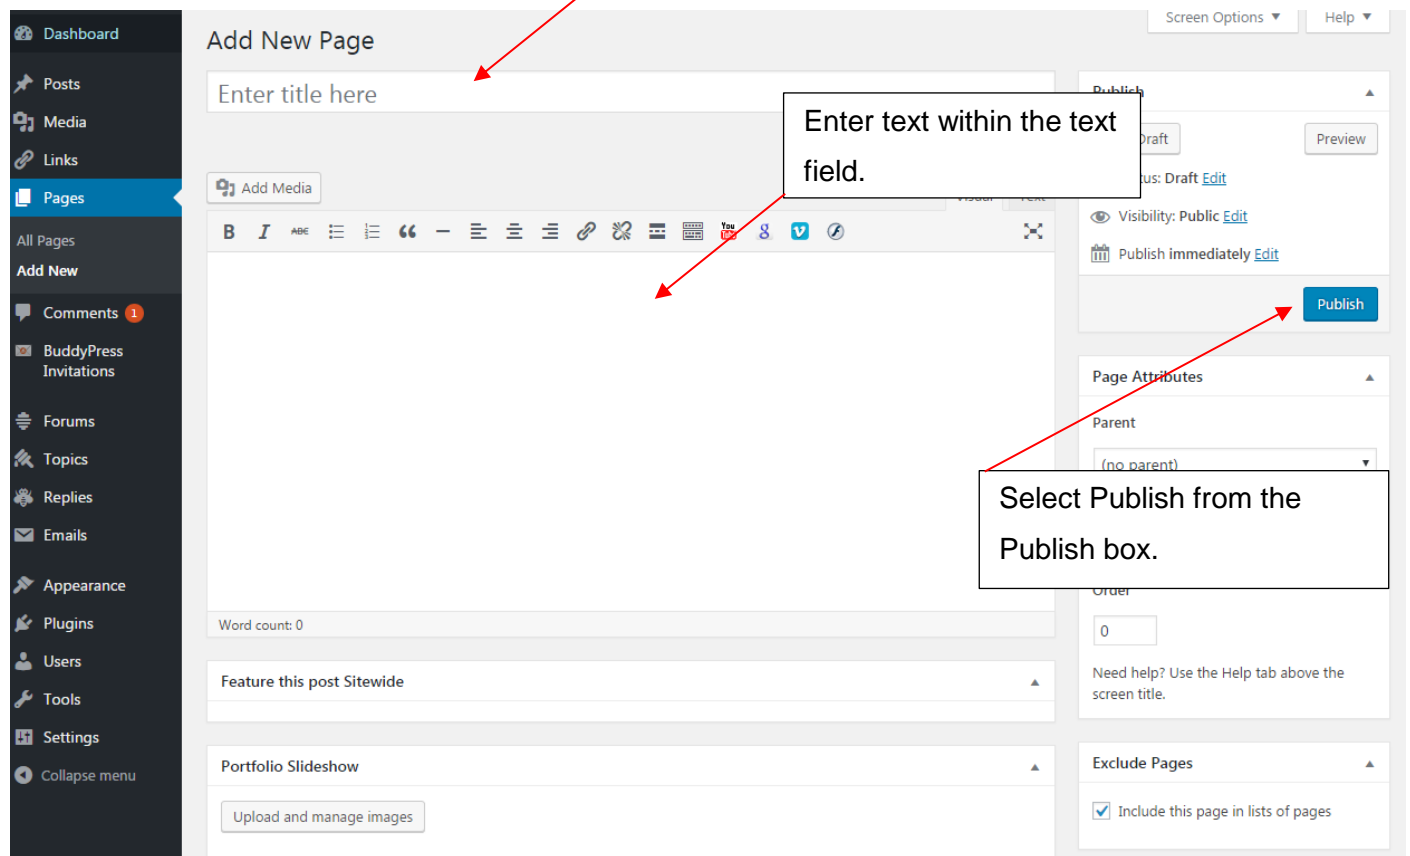 Dashboard
Posts
Media
Links
Pages
All Pages
Add New
Comments 1
BuddyPress
Invitations
Forums
Topics
Replies
Emails
Appearance
Plugins
Users
Tools
Settings
Collapse menu
Screen Options
Help
Add New Page
Enter title here
Enter text within the text
field.
Add Media
B I ABC
You
Tube
g
Word count: 0
Feature this post Sitewide
Portfolio Slideshow
Upload and manage images
Publish
Draft
Preview
Draft Edit
Visibility: Public Edit
Publish immediately Edit
Publish
Page Attributes
Parent
(no parent)
Select Publish from the
Publish box.
Order
0
Need help? Use the Help tab above the
screen title.
Exclude Pages
Include this page in lists of pages